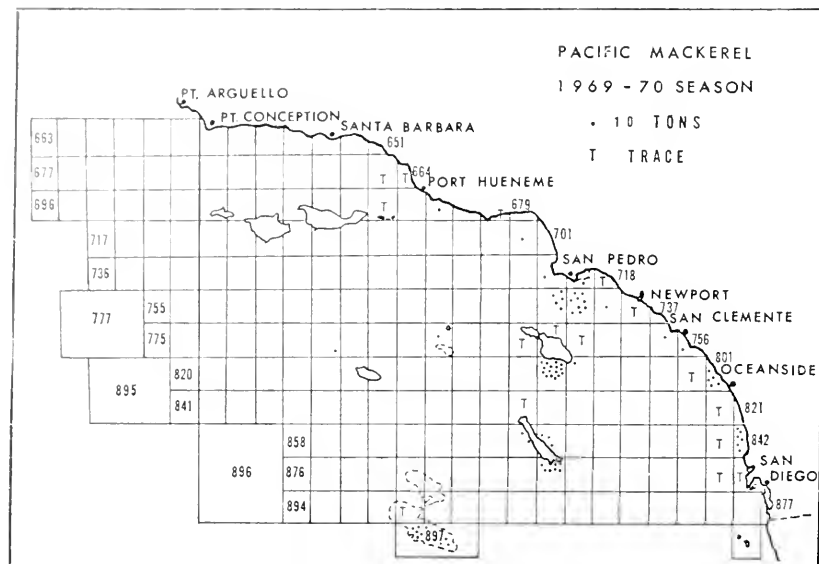 PACIFIC MACKEREL
1969-70 SEASON
• 10 TONS
T TRACE
PT. ARGUELLO
PT CONCEPTION
SANTA BARBARA
663
651
677
T T 664
PORT HUENEME
696
T
T 679
717
701
735
SAN PEDRO
T 718
777
755
NEWPORT
T 737
SAN CLEMENTE
775
T T T
756
895
820
801
T
OCEANSIDE
841
T
T 821
896
858
T 842
876
T T
SAN
DIEGO
894
T T
877
897